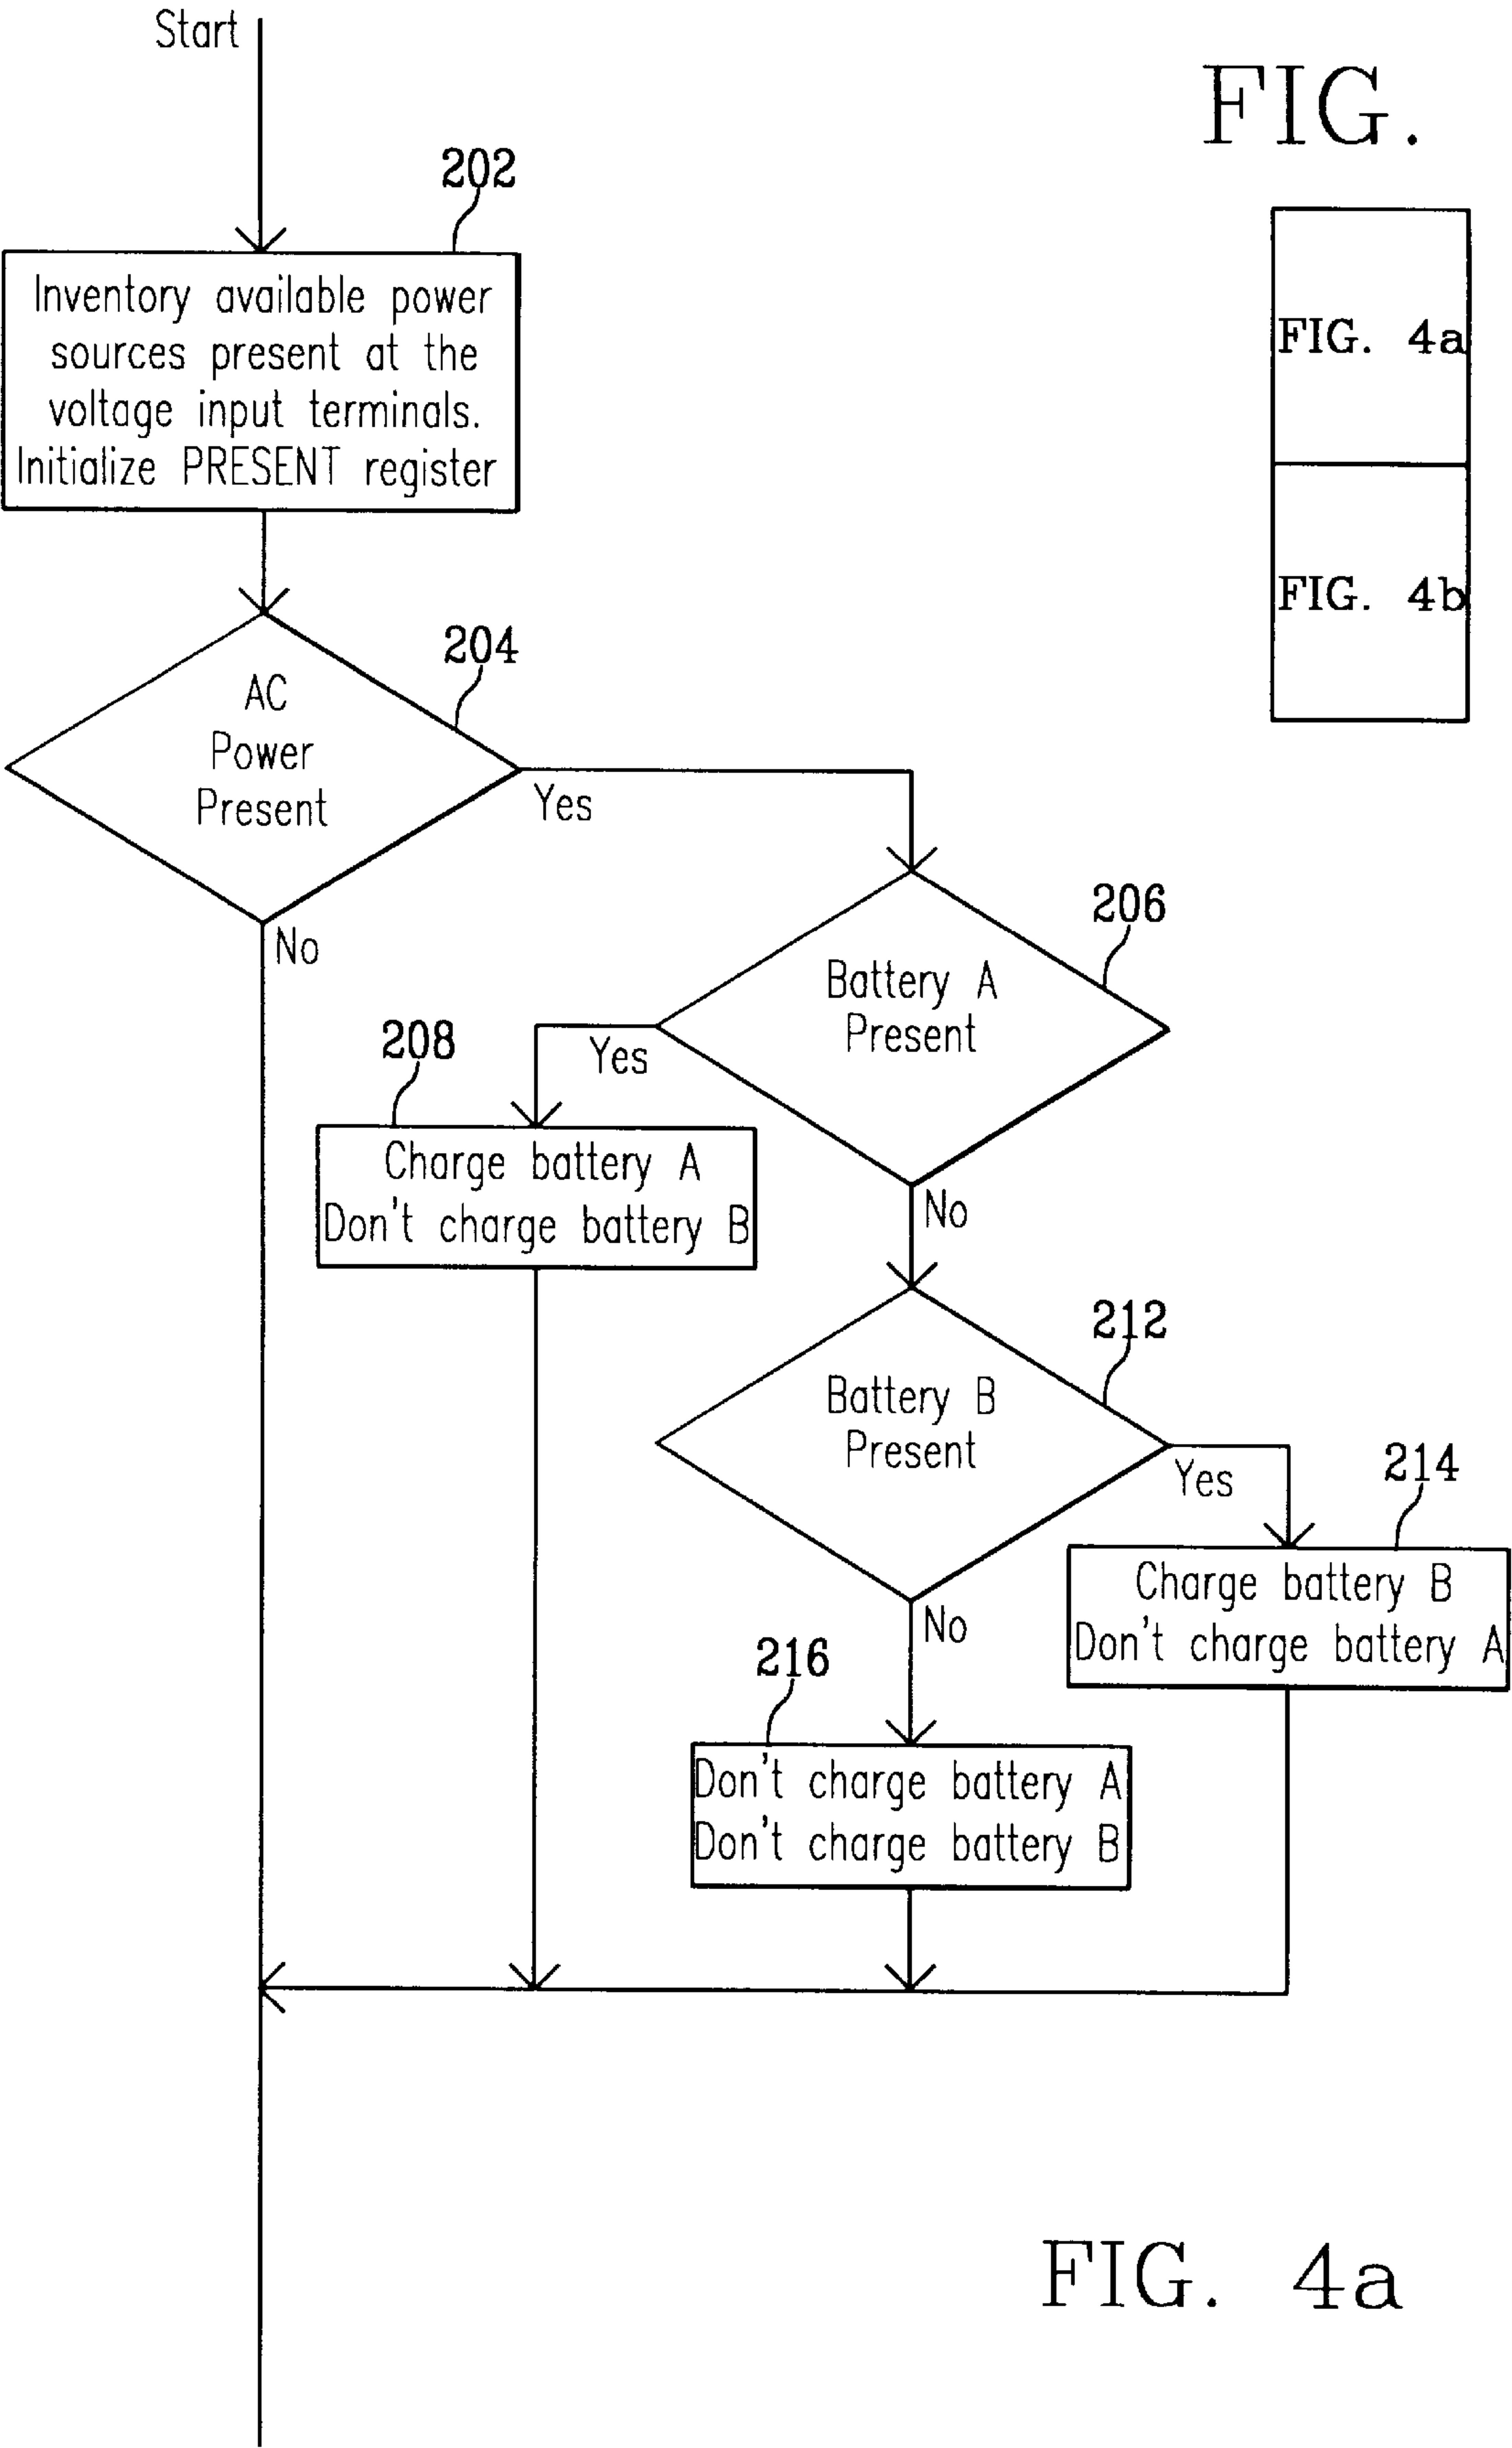 Start
FIG.
202
Inventory available power
sources present at the
voltage input terminals.
Initialize PRESENT register
FIG. 4a
FIG. 4b
204
AC
Power
Present
Yes
No
206
Battery A
Present
Yes
No
208
Charge battery A
Don't charge battery B
212
Battery B
Present
Yes
No
214
Charge battery B
Don't charge battery A
216
Don't charge battery A
Don't charge battery B
FIG. 4a